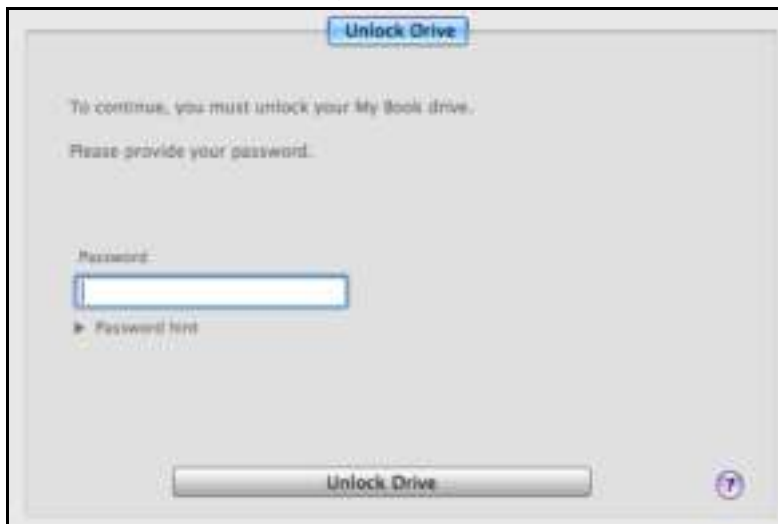 Unlock Drive
To continue, you must unlock your My Book drive.
Please provide your password.
Password
Password hint
Unlock Drive
?